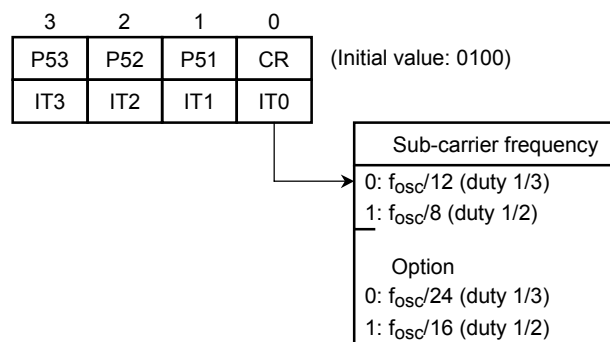 3 2 1 0
P53 P52 P51 CR (Initial value: 0100)
IT3 IT2 IT1 IT0
Sub-carrier frequency
0: fosc/12 (duty 1/3)
1: fosc/8 (duty 1/2)
Option
0: fosc/24 (duty 1/3)
1: fosc/16 (duty 1/2)